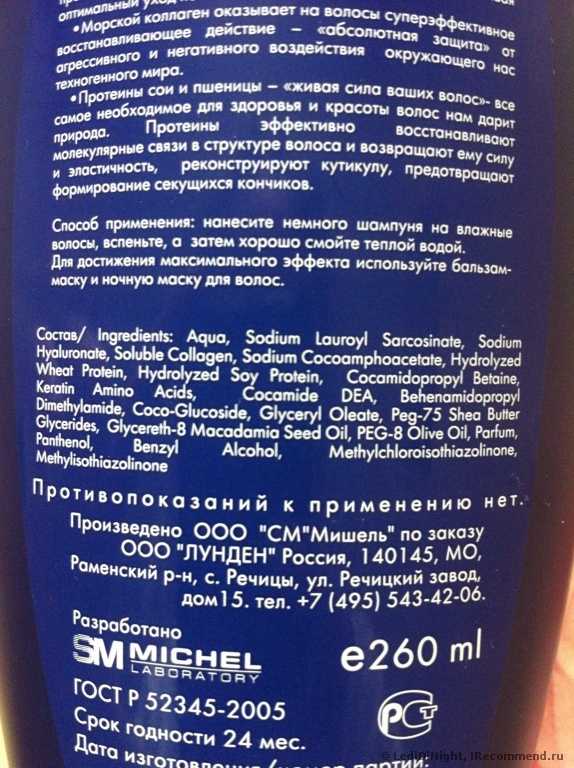 оптимальный уход
•Морской коллаген оказывает на волосы суперэффективное
восстанавливающее действие – «абсолютная защита» от
агрессивного и негативного воздействия окружающего нас
техногенного мира.
•Протеины сои и пшеницы – «живая сила ваших волос»- все
самое необходимое для здоровья и красоты волос нам дарит
природа. Протеины эффективно восстанавливают
молекулярные связи в структуре волоса и возвращают ему силу
и эластичность, реконструируют кутикулу, предотвращают
формирование секущихся кончиков.
Способ применения: нанесите немного шампуня на влажные
волосы, вспеньте, а затем хорошо смойте теплой водой.
Для достижения максимального эффекта используйте бальзам-
маску и ночную маску для волос.
Состав/ Ingredients: Aqua, Sodium Lauroyl Sarcosinate, Sodium
Hyaluronate, Soluble Collagen, Sodium Cocoamphoacetate, Hydrolyzed
Wheat Protein, Hydrolyzed Soy Protein, Cocamidopropyl Betaine,
Keratin Amino Acids, Cocamide DEA, Behenamidopropyl
Dimethylamide, Coco-Glucoside, Glyceryl Oleate, Peg-75 Shea Butter
Glycerides, Glycereth-8 Macadamia Seed Oil, PEG-8 Olive Oil, Parfum,
Panthenol, Benzyl Alcohol, Methylchloroisothiazolinone,
Methylisothiazolinone
Противопоказаний к применению нет.
Произведено ООО "СМ"Мишель" по заказу
ООО "ЛУНДЕН" Россия, 140145, МО,
Раменский р-н, с. Речицы, ул. Речицкий завод,
дом15. тел. +7 (495) 543-42-06.
Разработано
SM MICHEL
LABORATORY
e260 ml
ГОСТ Р 52345-2005
Срок годности 24 мес.
РСТ
Дата изготовления/номер партии:
IRecommend.ru